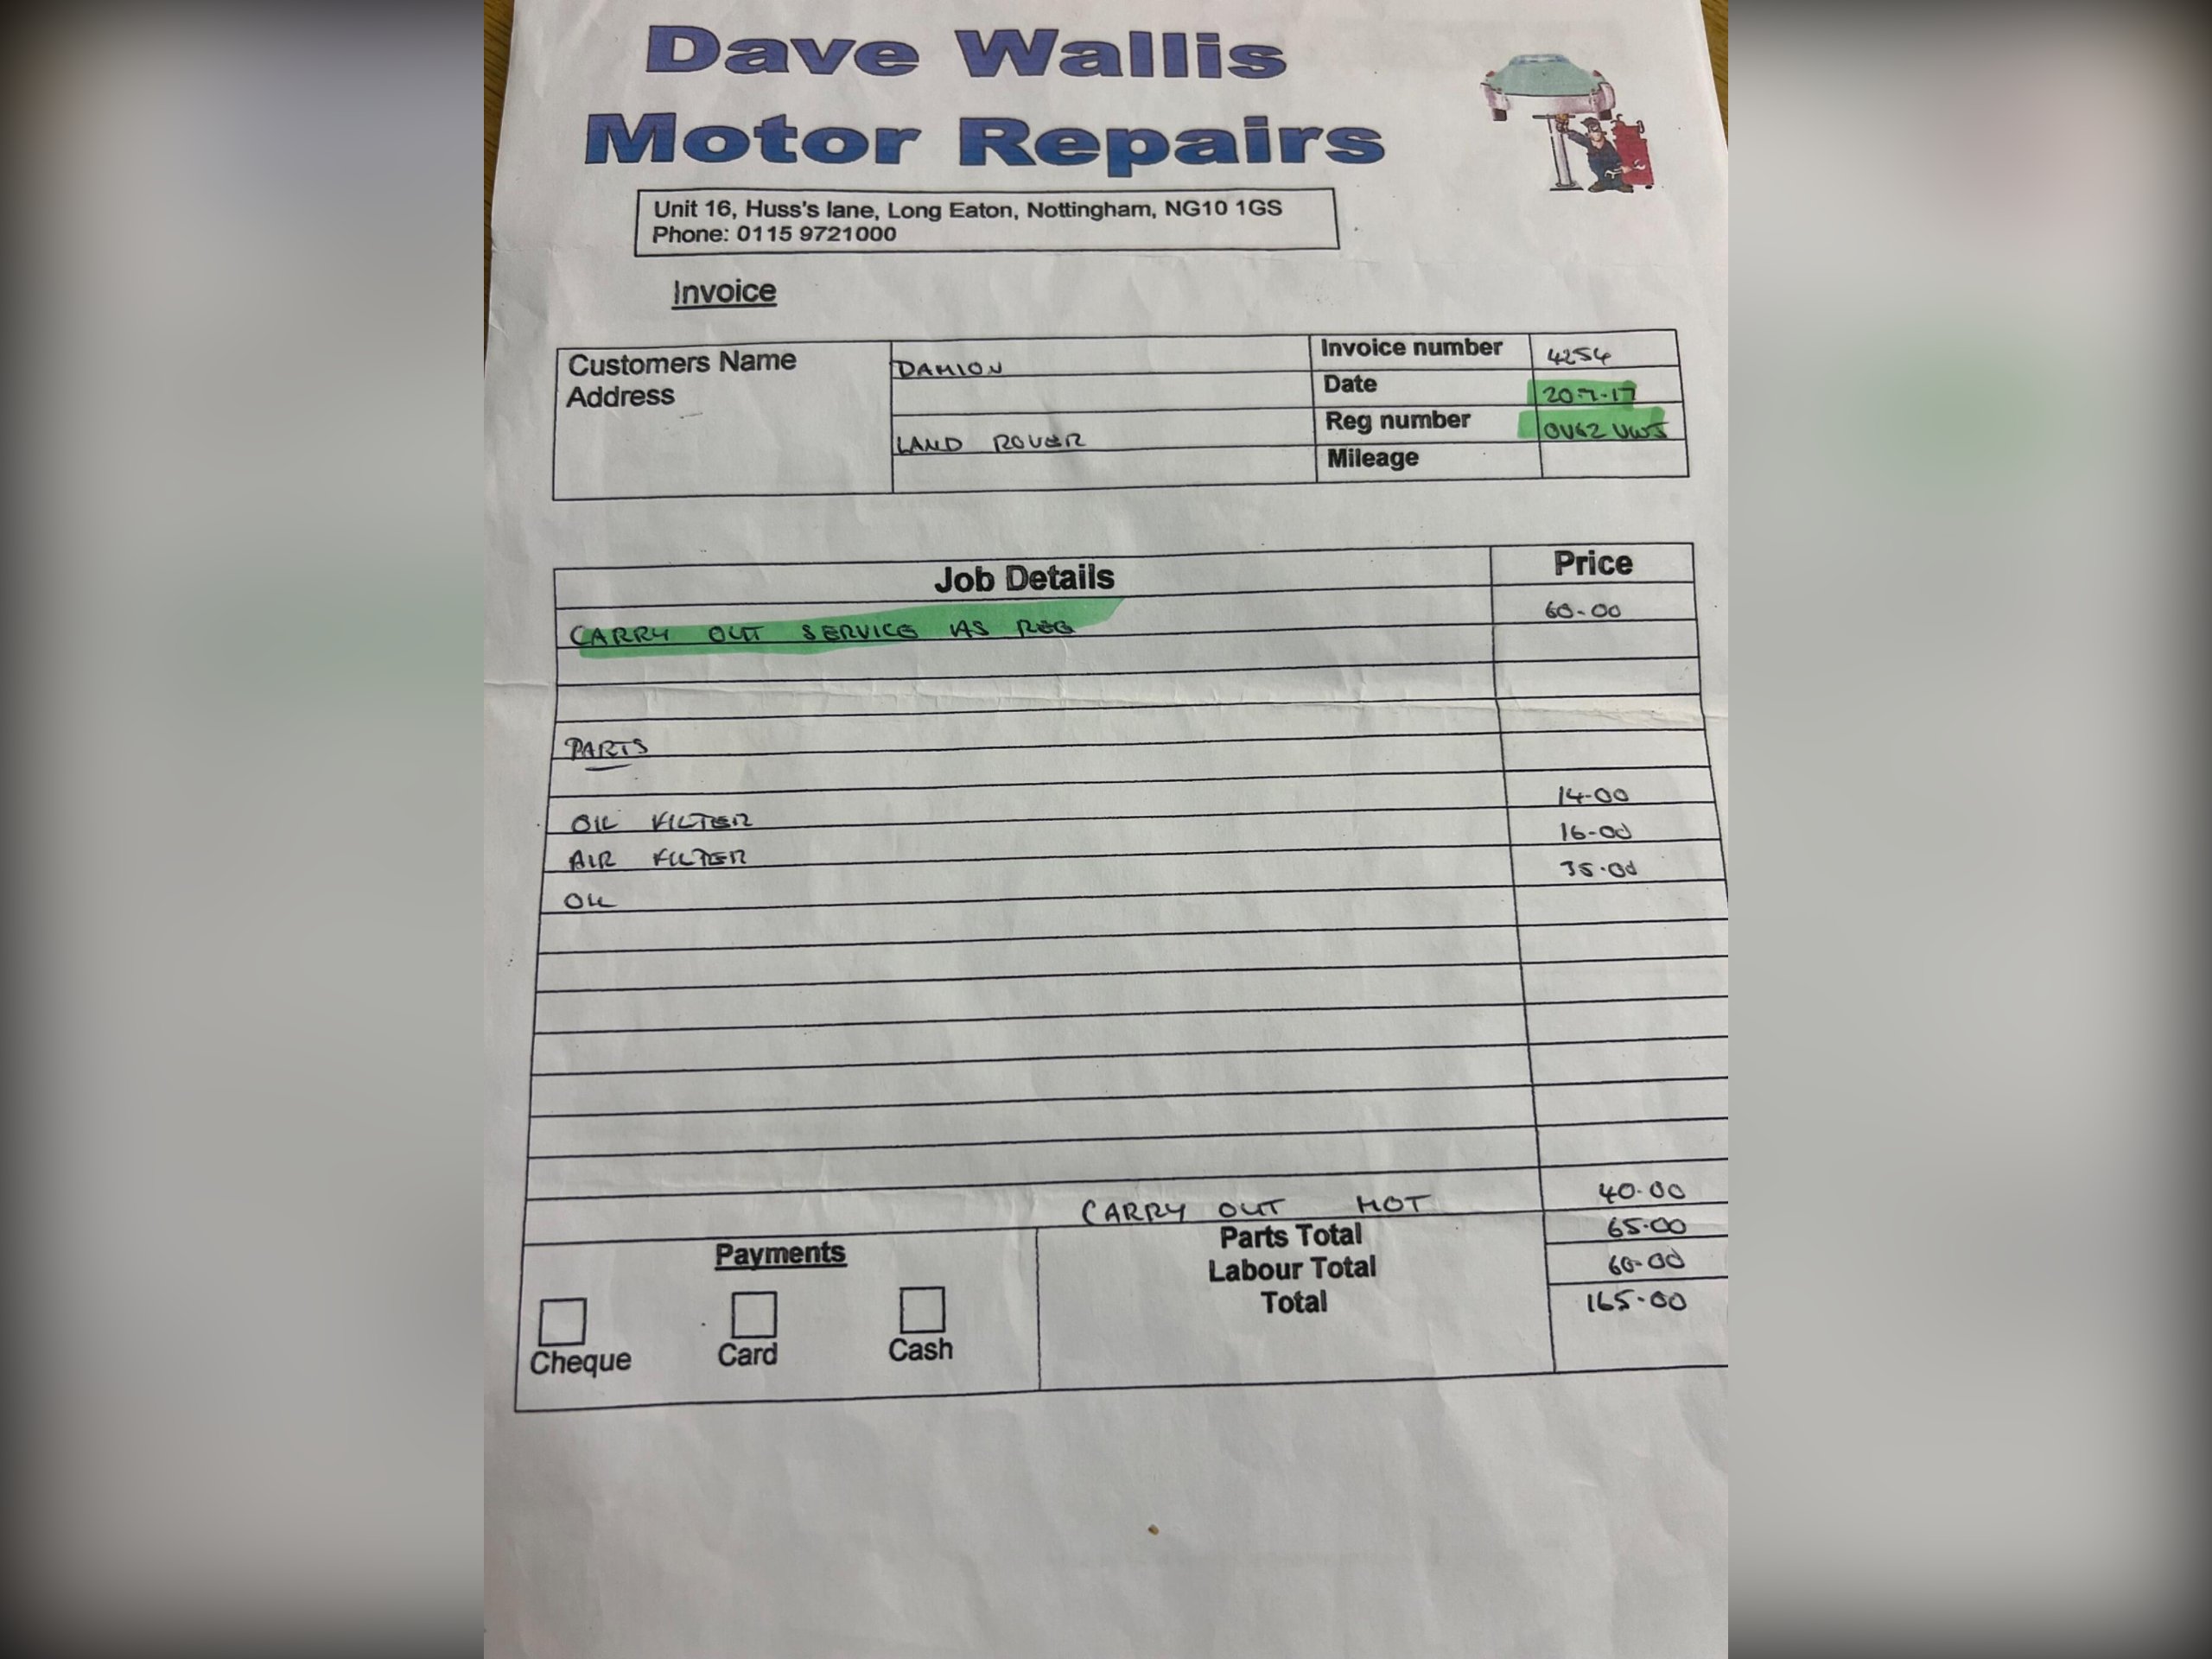 Dave Wallis
Motor Repairs
Unit 16, Huss's lane, Long Eaton, Nottingham, NG10 1GS
Phone: 0115 9721000
Invoice
Customers Name DAMION Invoice number 4254
Address Date 20.7.17
LAND ROVER Reg number OV62 UWJ
Mileage
Job Details Price
CARRY OUT SERVICE AS REG 60-00
PARTS
OIL FILTER 14-00
AIR FILTER 16-00
OIL 35.00
CARRY OUT MOT 40.00
Payments Parts Total 65.00
Labour Total 60-00
Total 165.00
Cheque Card Cash